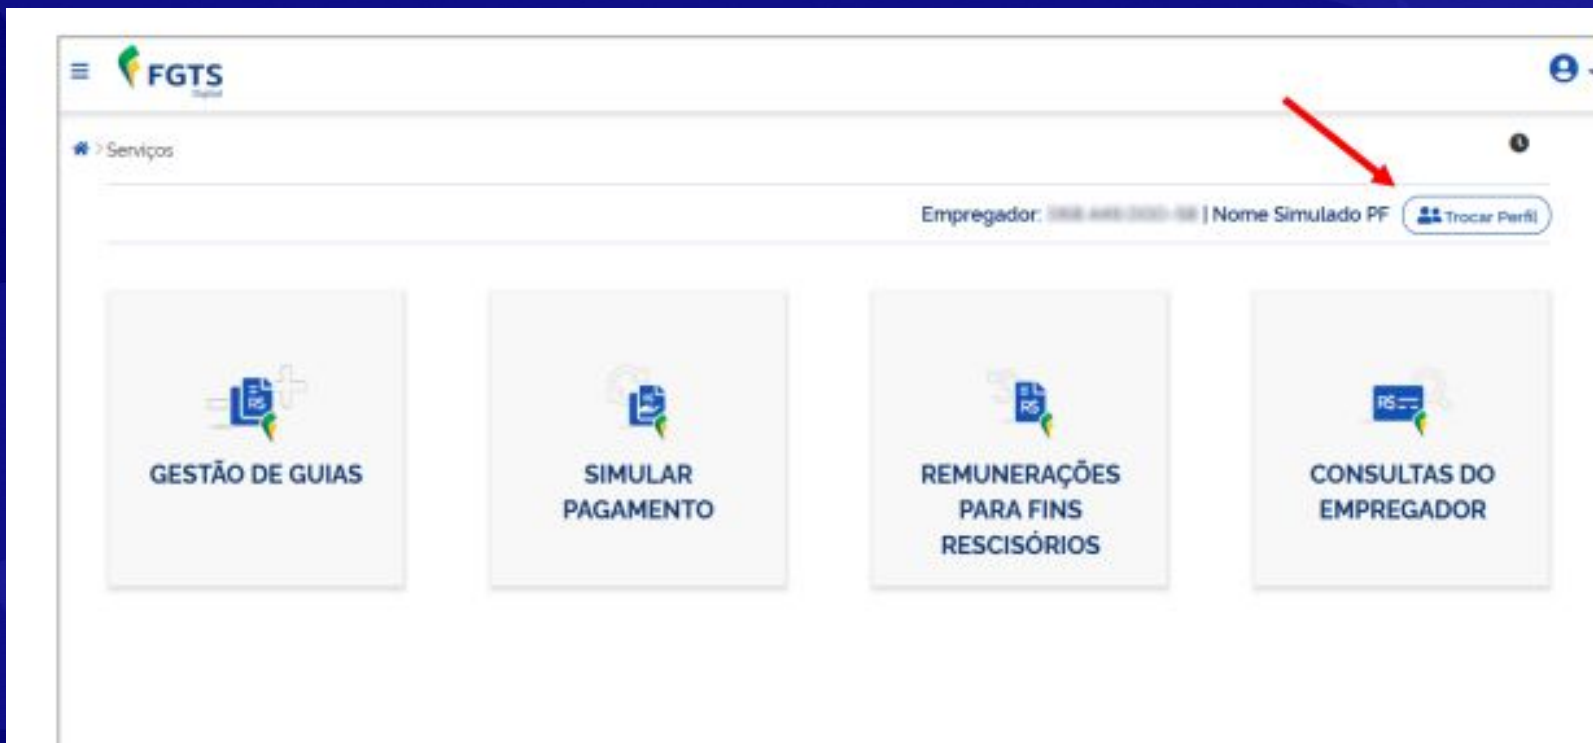 FGTS
Digital
Serviços
Empregador: | Nome Simulado PF Trocar Perfil
GESTÃO DE GUIAS
SIMULAR
PAGAMENTO
REMUNERAÇÕES
PARA FINS
RESCISÓRIOS
CONSULTAS DO
EMPREGADOR